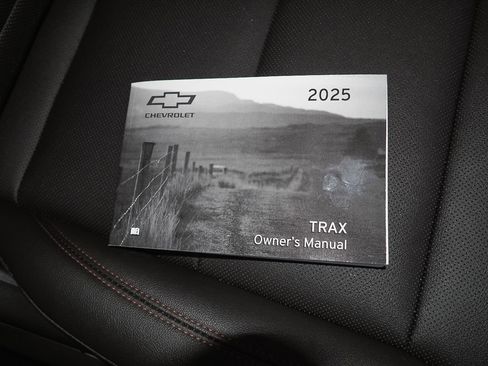 2025
CHEVROLET
TRAX
Owner's Manual